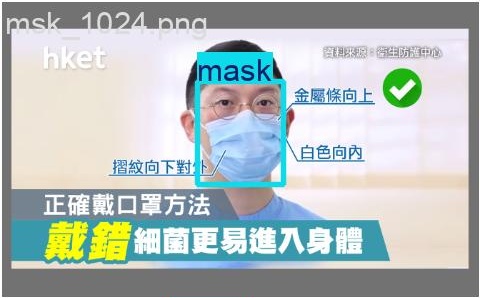 msk_1024.png
hket
資料來源：衞生防護中心
mask
金屬條向上
白色向內
摺紋向下對外
正確戴口罩方法
戴錯細菌更易進入身體